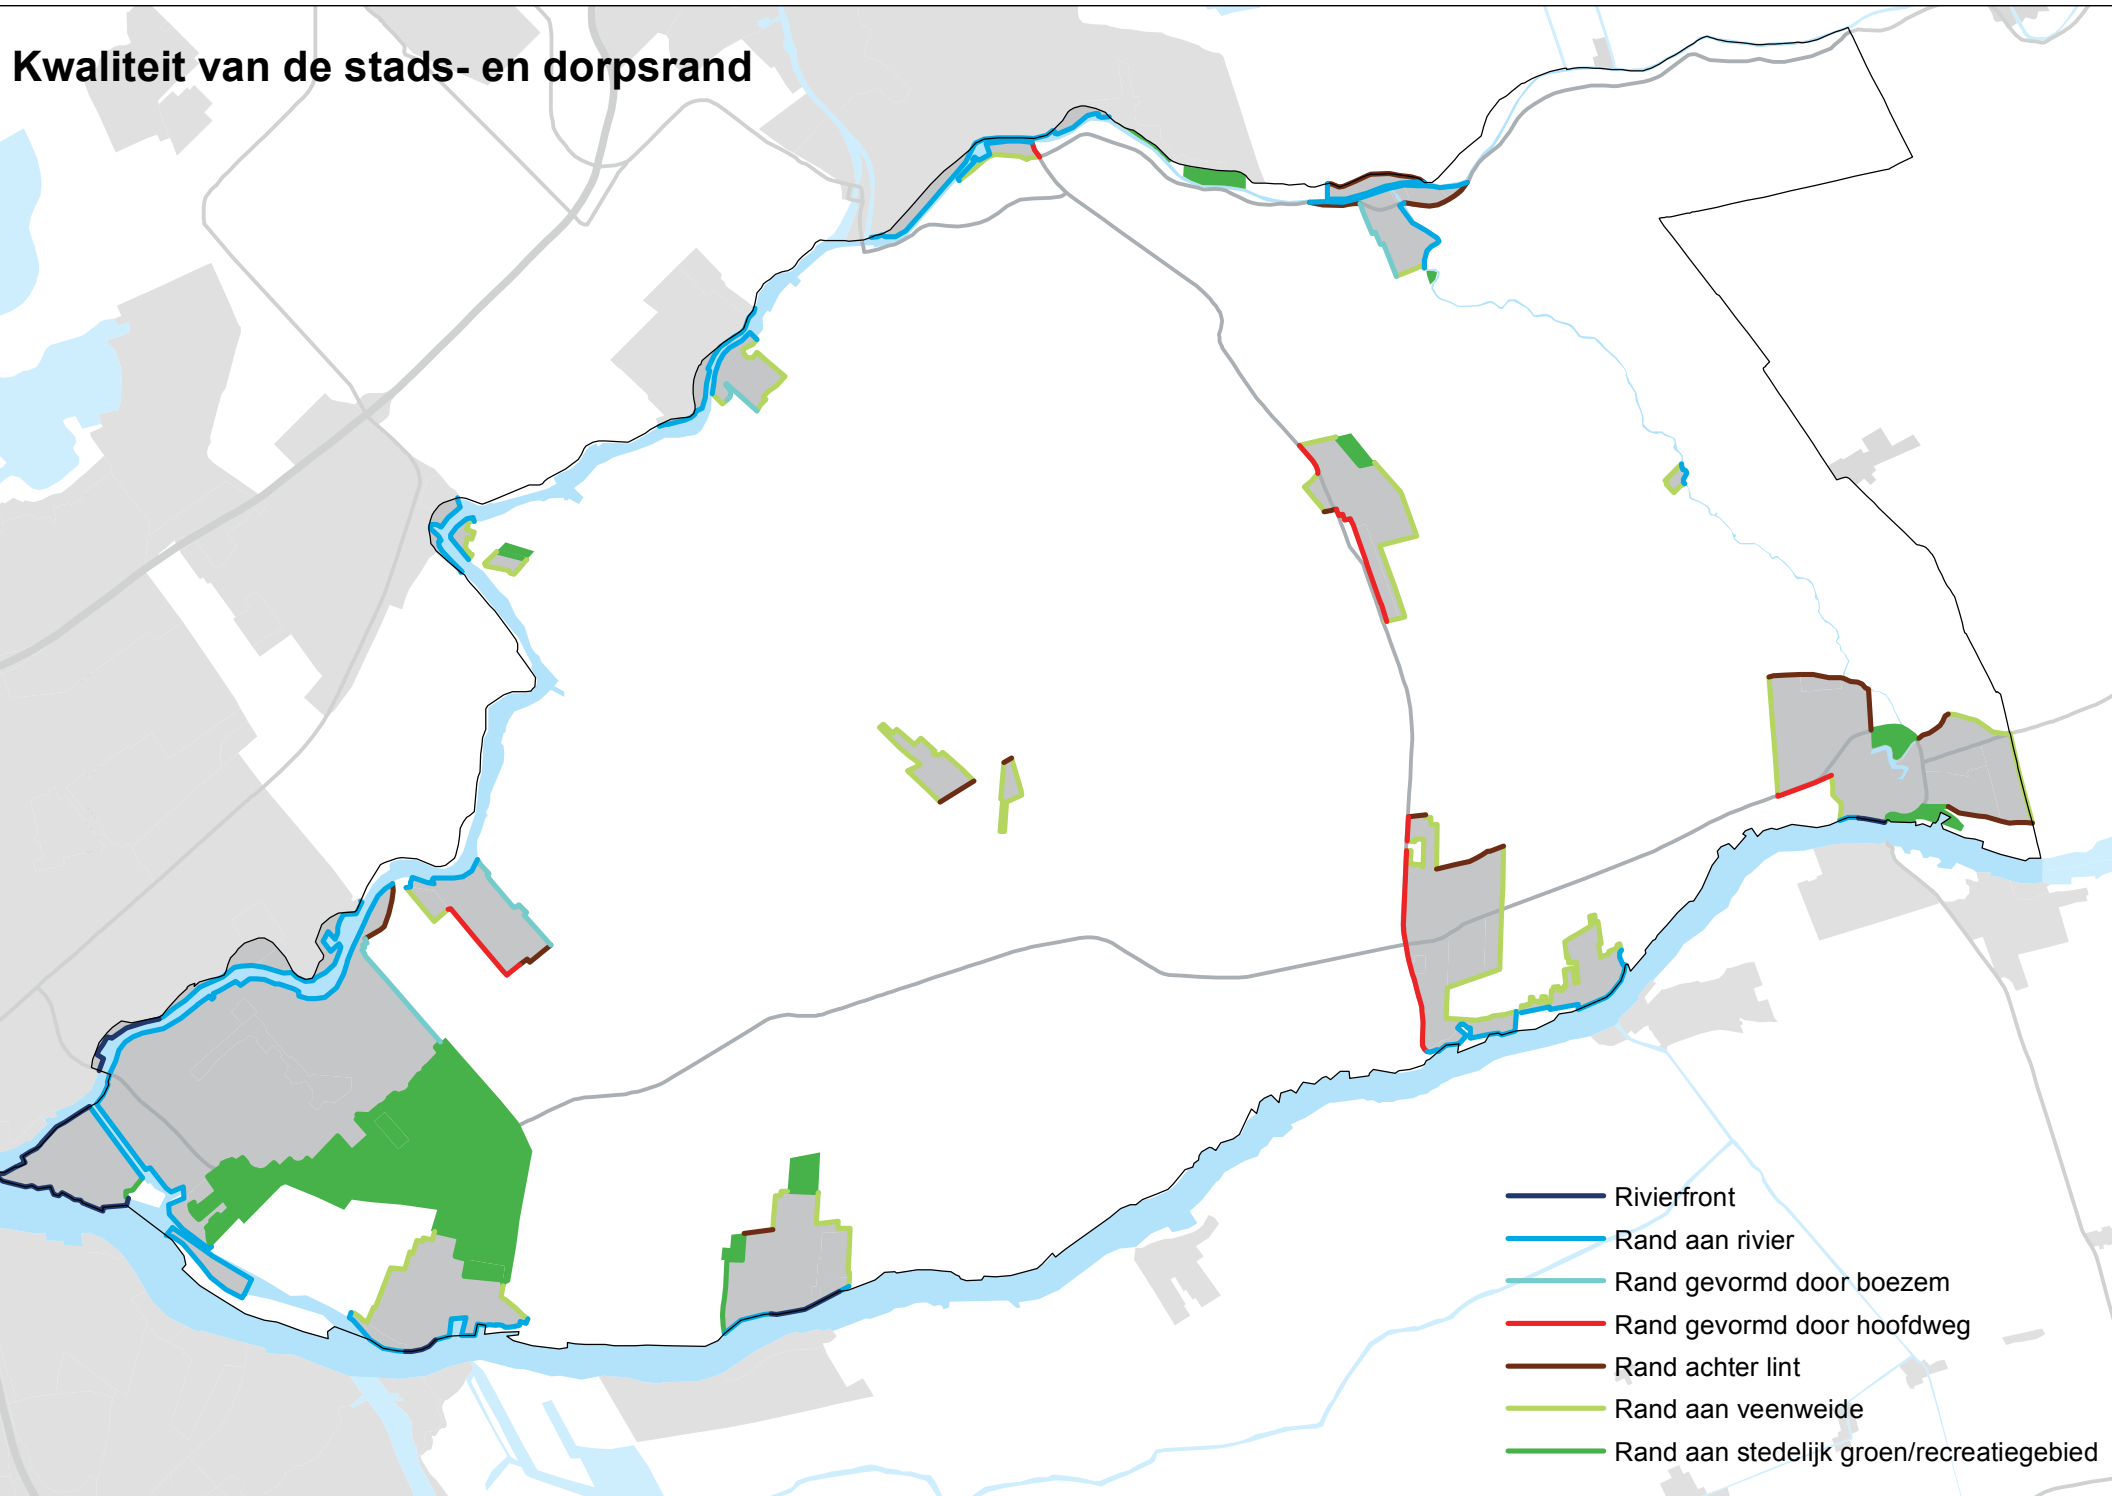 Kwaliteit van de stads- en dorpsrand
Rivierfront
Rand aan rivier
Rand gevormd door boezem
Rand gevormd door hoofdweg
Rand achter lint
Rand aan veenweide
Rand aan stedelijk groen/recreatiegebied